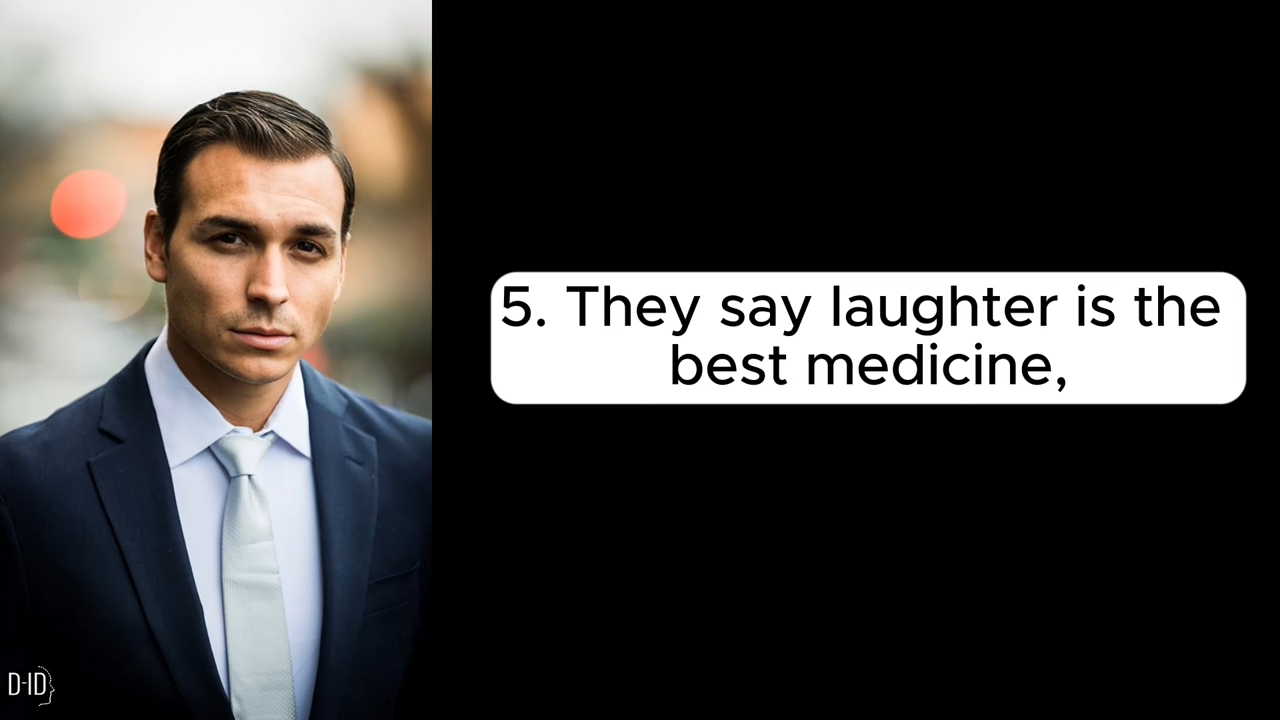 5. They say laughter is the
best medicine,
D-ID